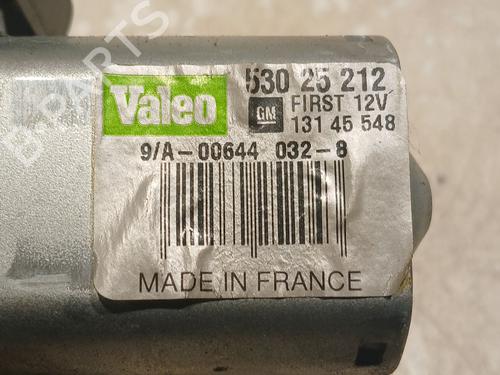 Valeo
530 25 212
GM FIRST 12V
131 45 548
9/A-00644 032-8
MADE IN FRANCE
B-PARTS